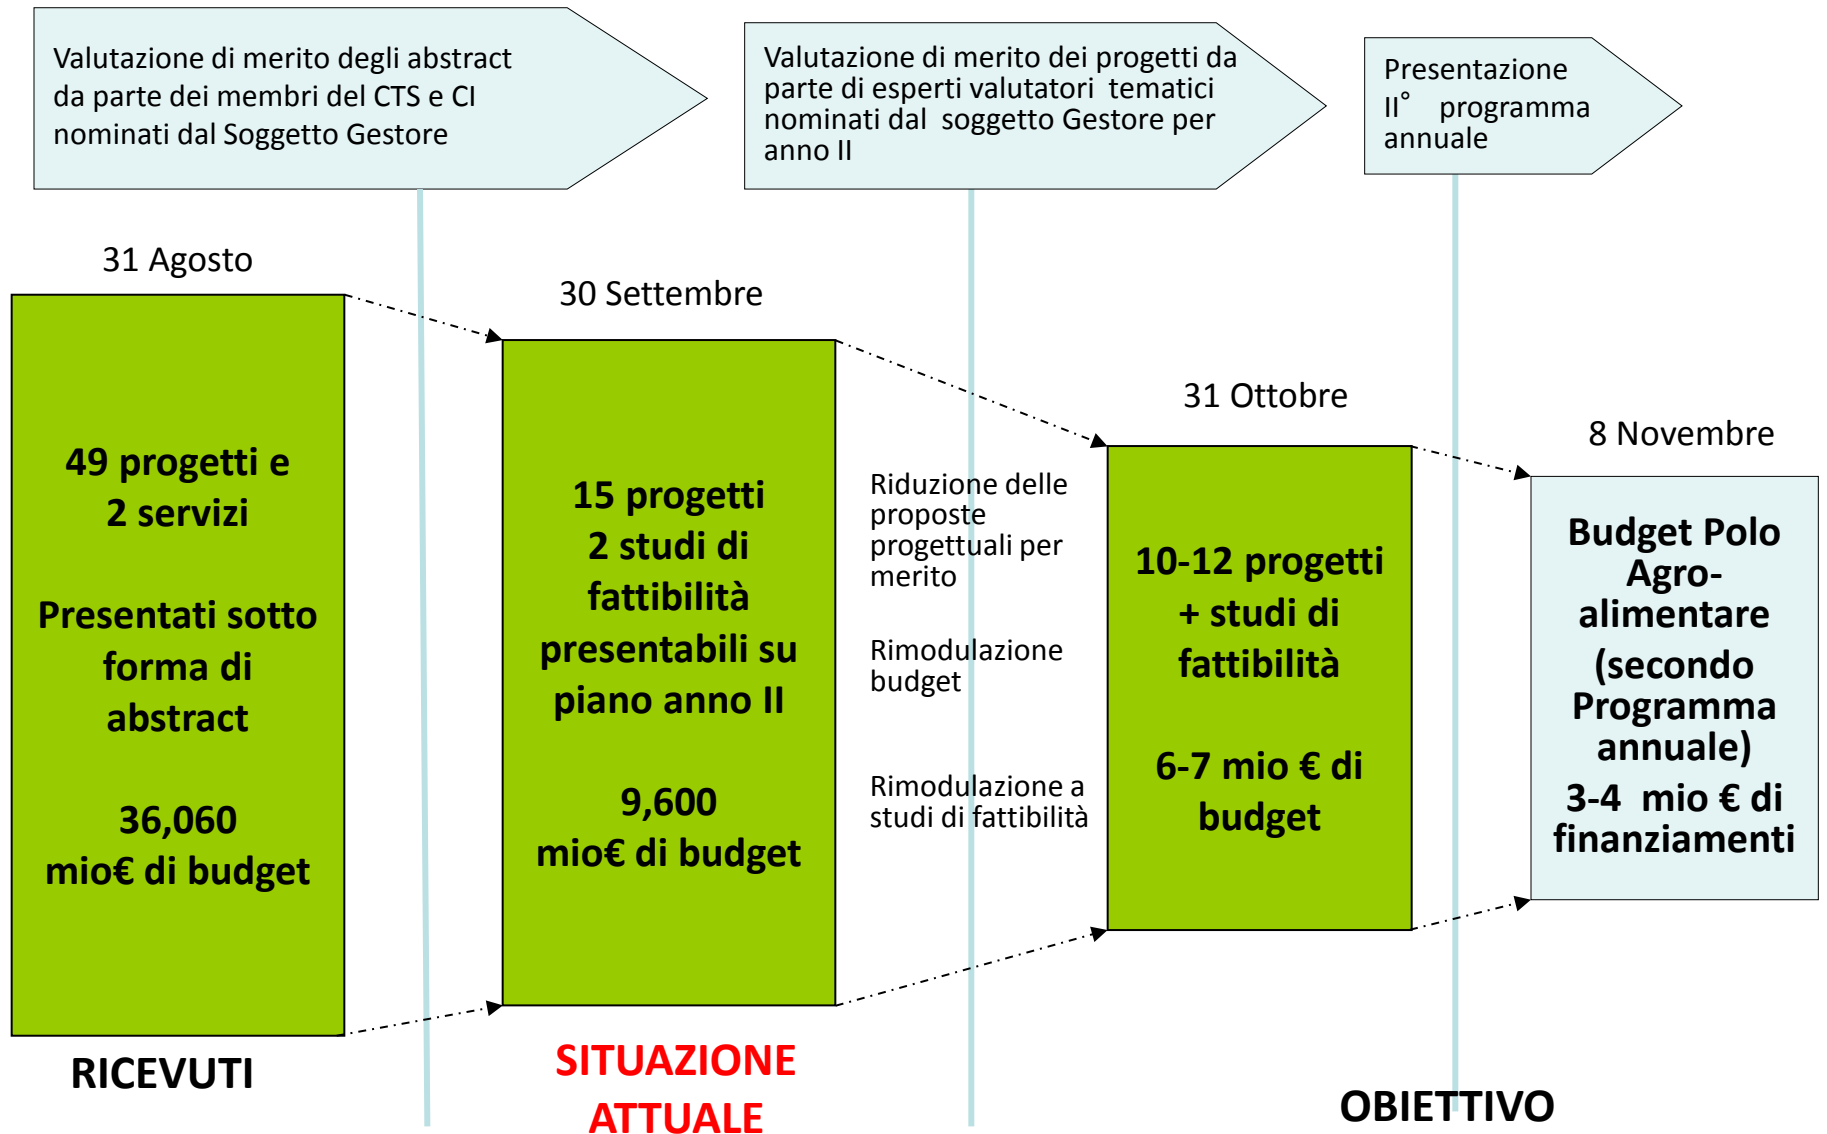 Valutazione di merito degli abstract
da parte dei membri del CTS e CI
nominati dal Soggetto Gestore
Valutazione di merito dei progetti da
parte di esperti valutatori tematici
nominati dal soggetto Gestore per
anno II
Presentazione
II° programma
annuale
31 Agosto
49 progetti e
2 servizi
Presentati sotto
forma di
abstract
36,060
mio€ di budget
RICEVUTI
30 Settembre
15 progetti
2 studi di
fattibilità
presentabili su
piano anno II
9,600
mio€ di budget
SITUAZIONE
ATTUALE
Riduzione delle
proposte
progettuali per
merito
Rimodulazione
budget
Rimodulazione a
studi di fattibilità
31 Ottobre
10-12 progetti
+ studi di
fattibilità
6-7 mio € di
budget
8 Novembre
Budget Polo
Agro-
alimentare
(secondo
Programma
annuale)
3-4 mio € di
finanziamenti
OBIETTIVO